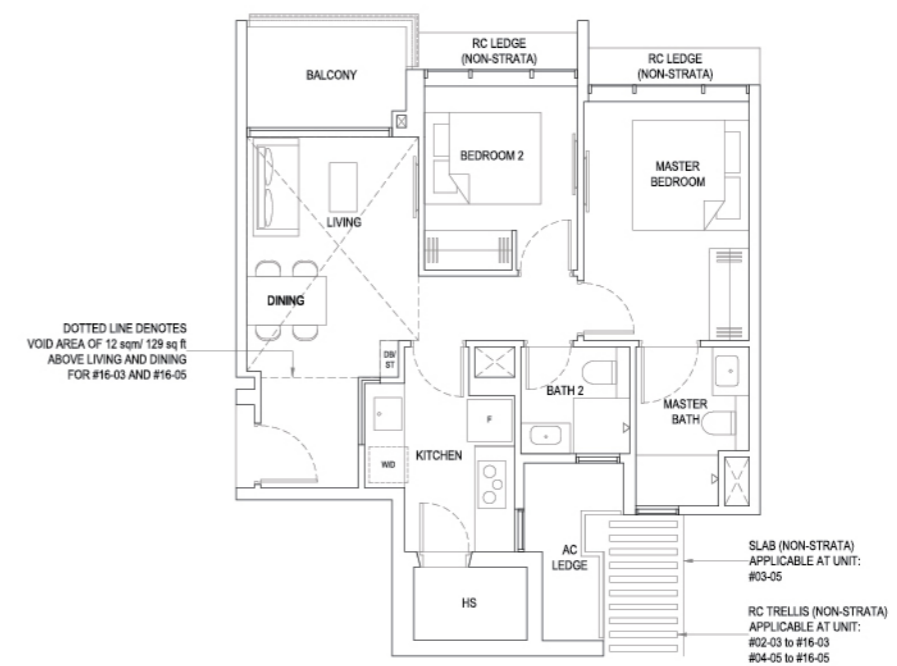 RC LEDGE
(NON-STRATA)
RC LEDGE
(NON-STRATA)
BALCONY
BEDROOM 2
MASTER
BEDROOM
LIVING
DINING
DOTTED LINE DENOTES
VOID AREA OF 12 sqm/ 129 sq ft
ABOVE LIVING AND DINING
FOR #16-03 AND #16-05
DB/
ST
BATH 2
MASTER
BATH
F
KITCHEN
W/D
AC
LEDGE
HS
SLAB (NON-STRATA)
APPLICABLE AT UNIT:
#03-05
RC TRELLIS (NON-STRATA)
APPLICABLE AT UNIT:
#02-03 to #16-03
#04-05 to #16-05